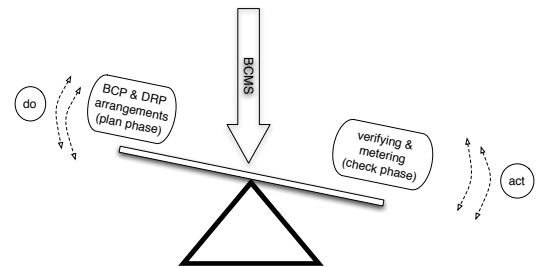 BCMS
do
BCP & DRP
arrangements
(plan phase)
verifying &
metering
(check phase)
act